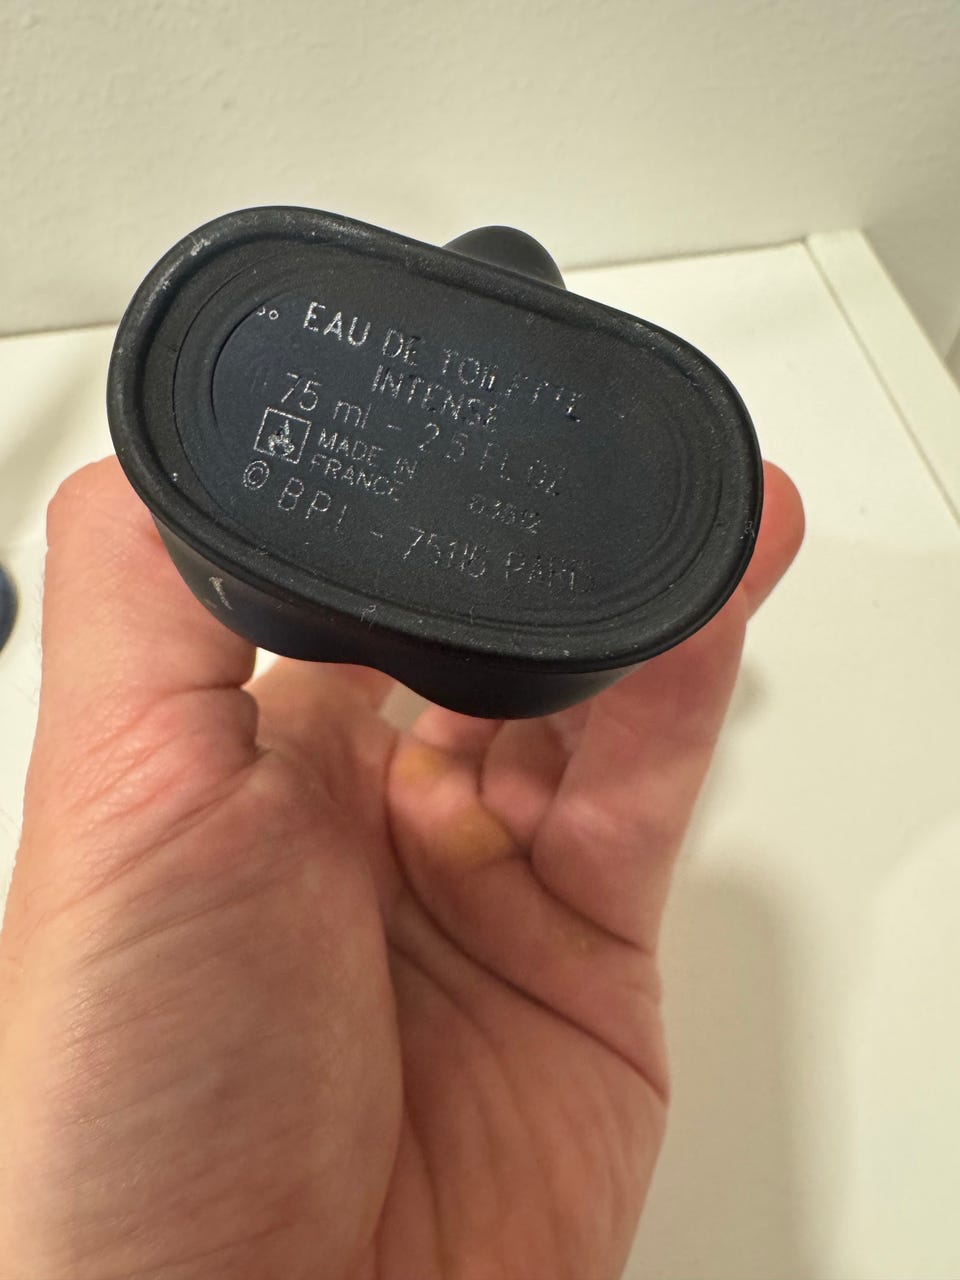 EAU DE TOILETTE
INTENSE
75 ml - 2.5 FL.OZ
MADE IN
FRANCE
© BPI - 75116 PARIS